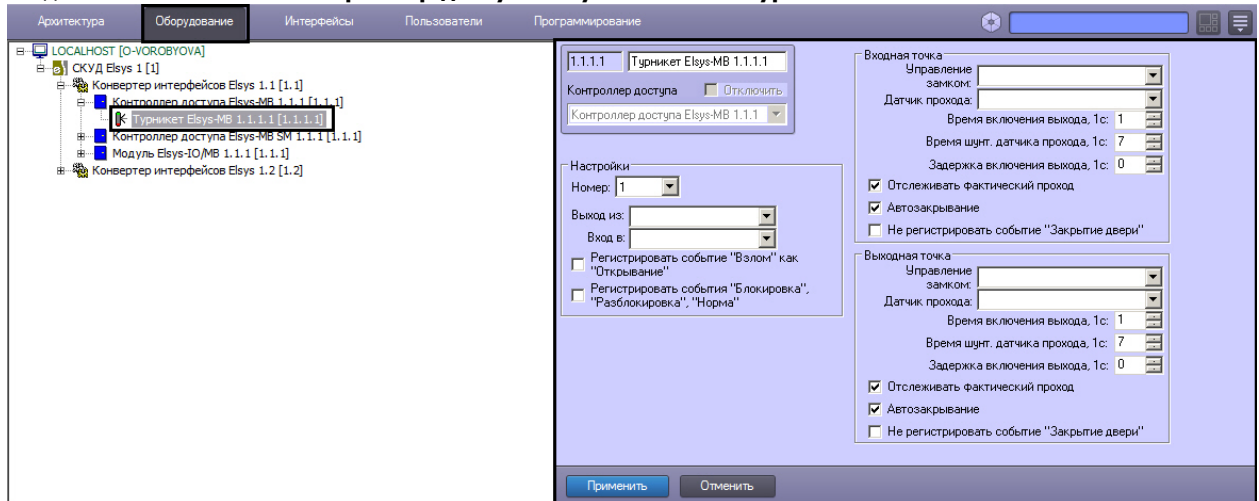 Архитектура Оборудование Интерфейсы Пользователи Программирование
LOCALHOST [O-VOROBYOVA]
СКУД Elsys 1 [1]
Конвертер интерфейсов Elsys 1.1 [1.1]
Контроллер доступа Elsys-MB 1.1.1 [1.1.1]
Турникет Elsys-MB 1.1.1.1 [1.1.1.1]
Контроллер доступа Elsys-MB SM 1.1.1 [1.1.1]
Модуль Elsys-IO/MB 1.1.1 [1.1.1]
Конвертер интерфейсов Elsys 1.2 [1.2]
1.1.1.1 Турникет Elsys-MB 1.1.1.1
Контроллер доступа Отключить
Контроллер доступа Elsys-MB 1.1.1
Настройки
Номер: 1
Выход из:
Вход в:
Регистрировать событие "Взлом" как
"Открывание"
Регистрировать события "Блокировка",
"Разблокировка", "Норма"
Входная точка
Управление
замком:
Датчик прохода:
Время включения выхода, 1с: 1
Время шунт. датчика прохода, 1с: 7
Задержка включения выхода, 1с: 0
Отслеживать фактический проход
Автозакрывание
Не регистрировать событие "Закрытие двери"
Выходная точка
Управление
замком:
Датчик прохода:
Время включения выхода, 1с: 1
Время шунт. датчика прохода, 1с: 7
Задержка включения выхода, 1с: 0
Отслеживать фактический проход
Автозакрывание
Не регистрировать событие "Закрытие двери"
Применить Отменить